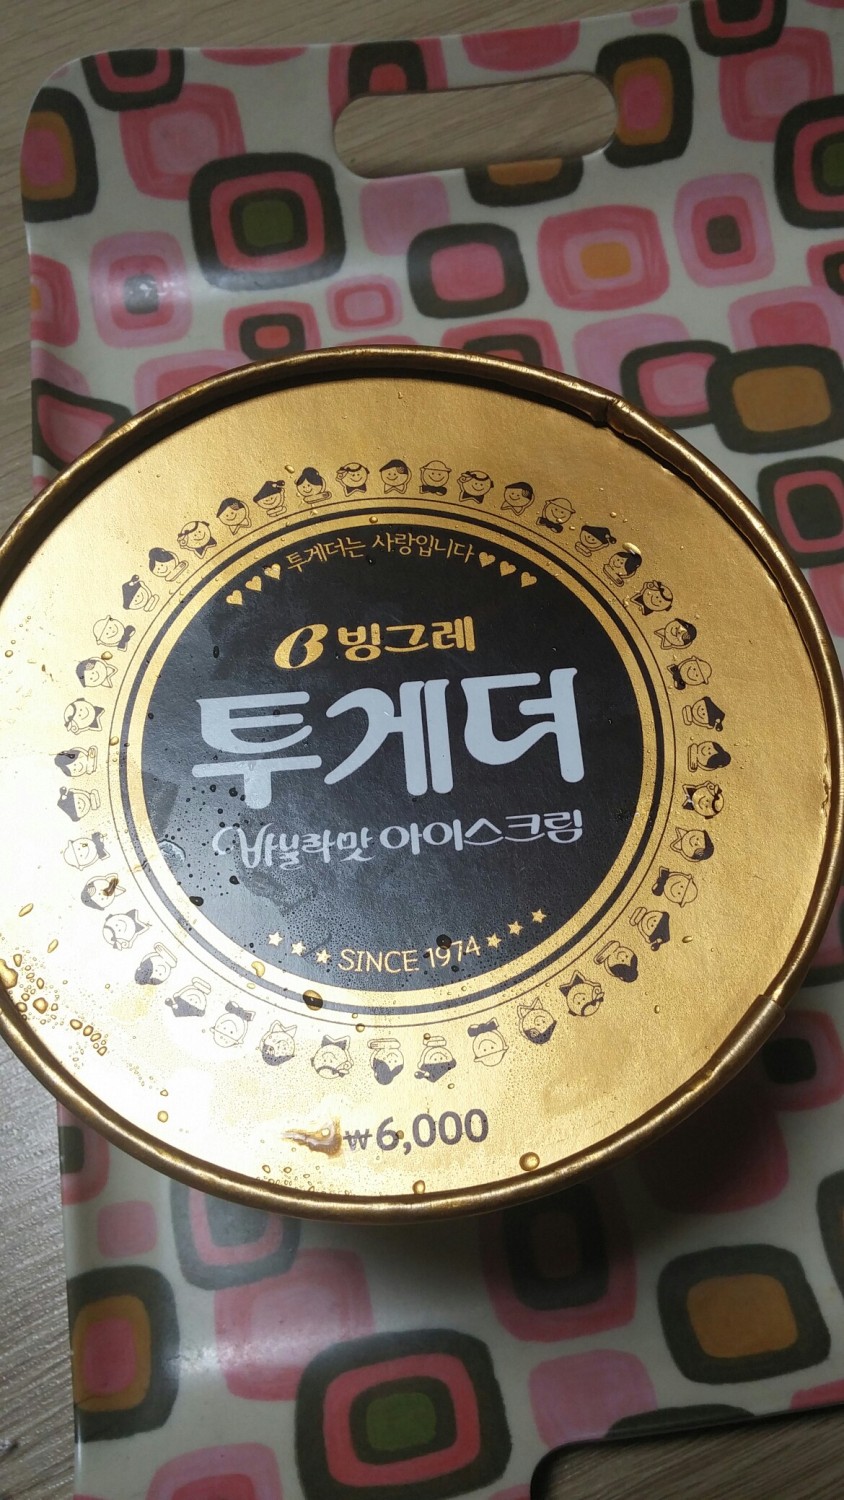 ♥♥♥투게더는 사랑입니다♥♥♥
B 빙그레
투게더
바닐라맛 아이스크림
★★★SINCE 1974★★★
₩6,000